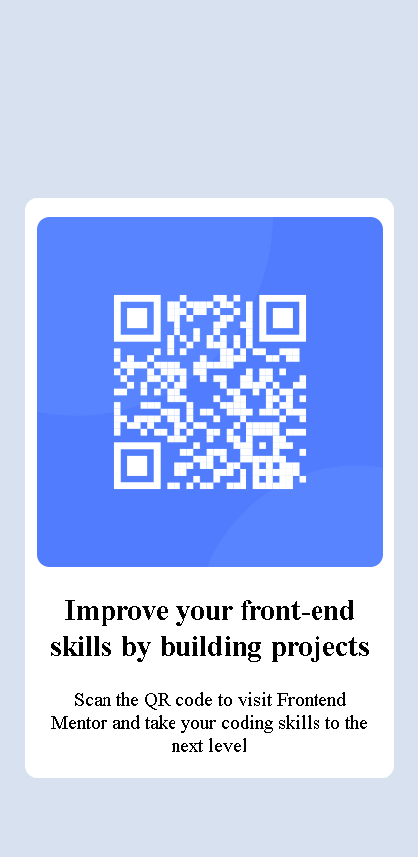 Improve your front-end
skills by building projects
Scan the QR code to visit Frontend
Mentor and take your coding skills to the
next level